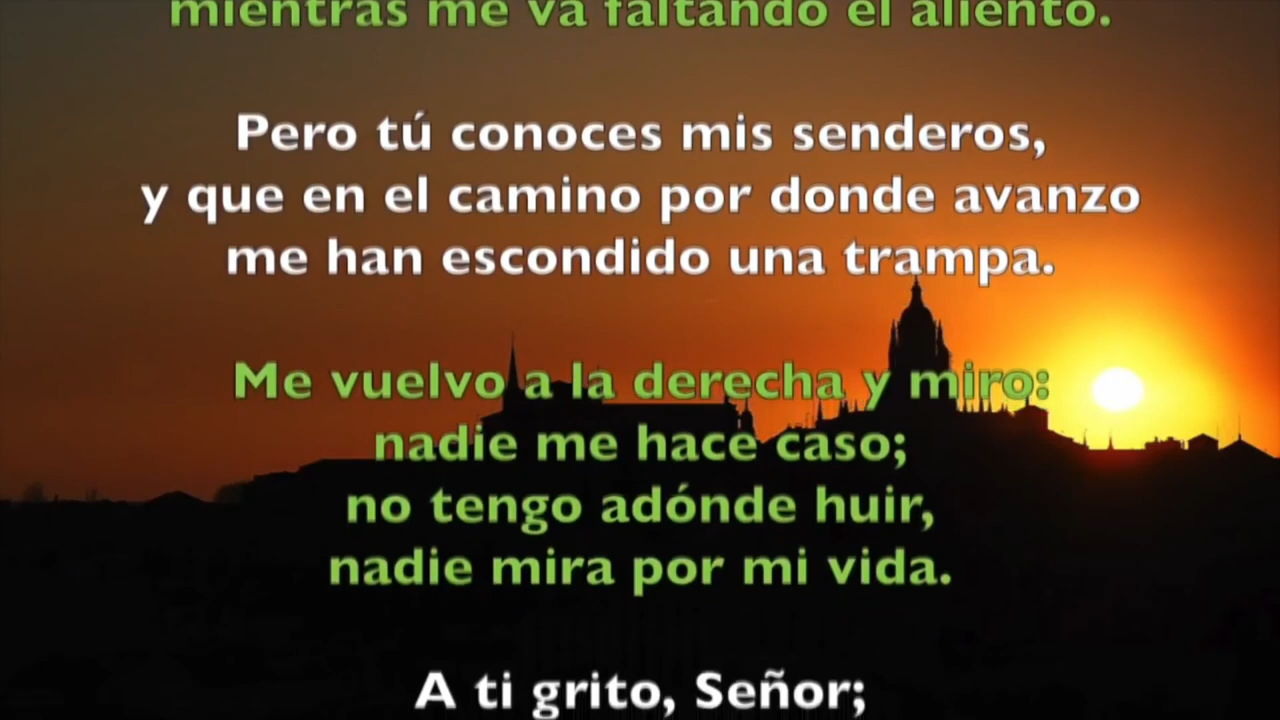 mientras me va faltando el aliento.
Pero tú conoces mis senderos,
y que en el camino por donde avanzo
me han escondido una trampa.
Me vuelvo a la derecha y miro:
nadie me hace caso;
no tengo adónde huir,
nadie mira por mi vida.
A ti grito, Señor;